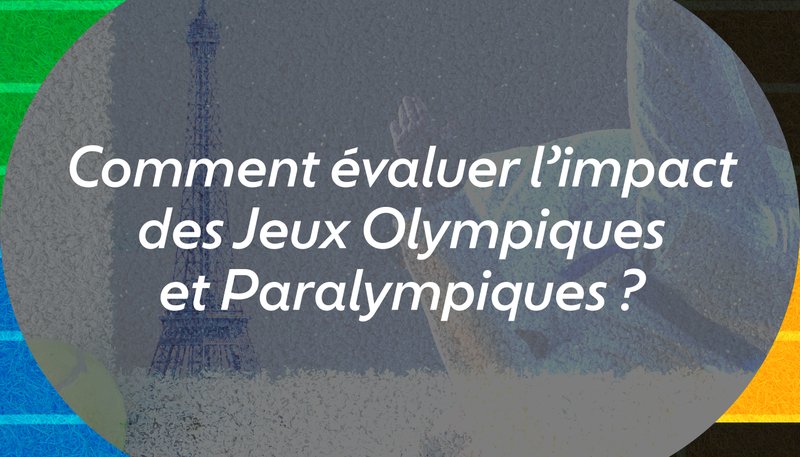 Comment évaluer l’impact
des Jeux Olympiques
et Paralympiques ?